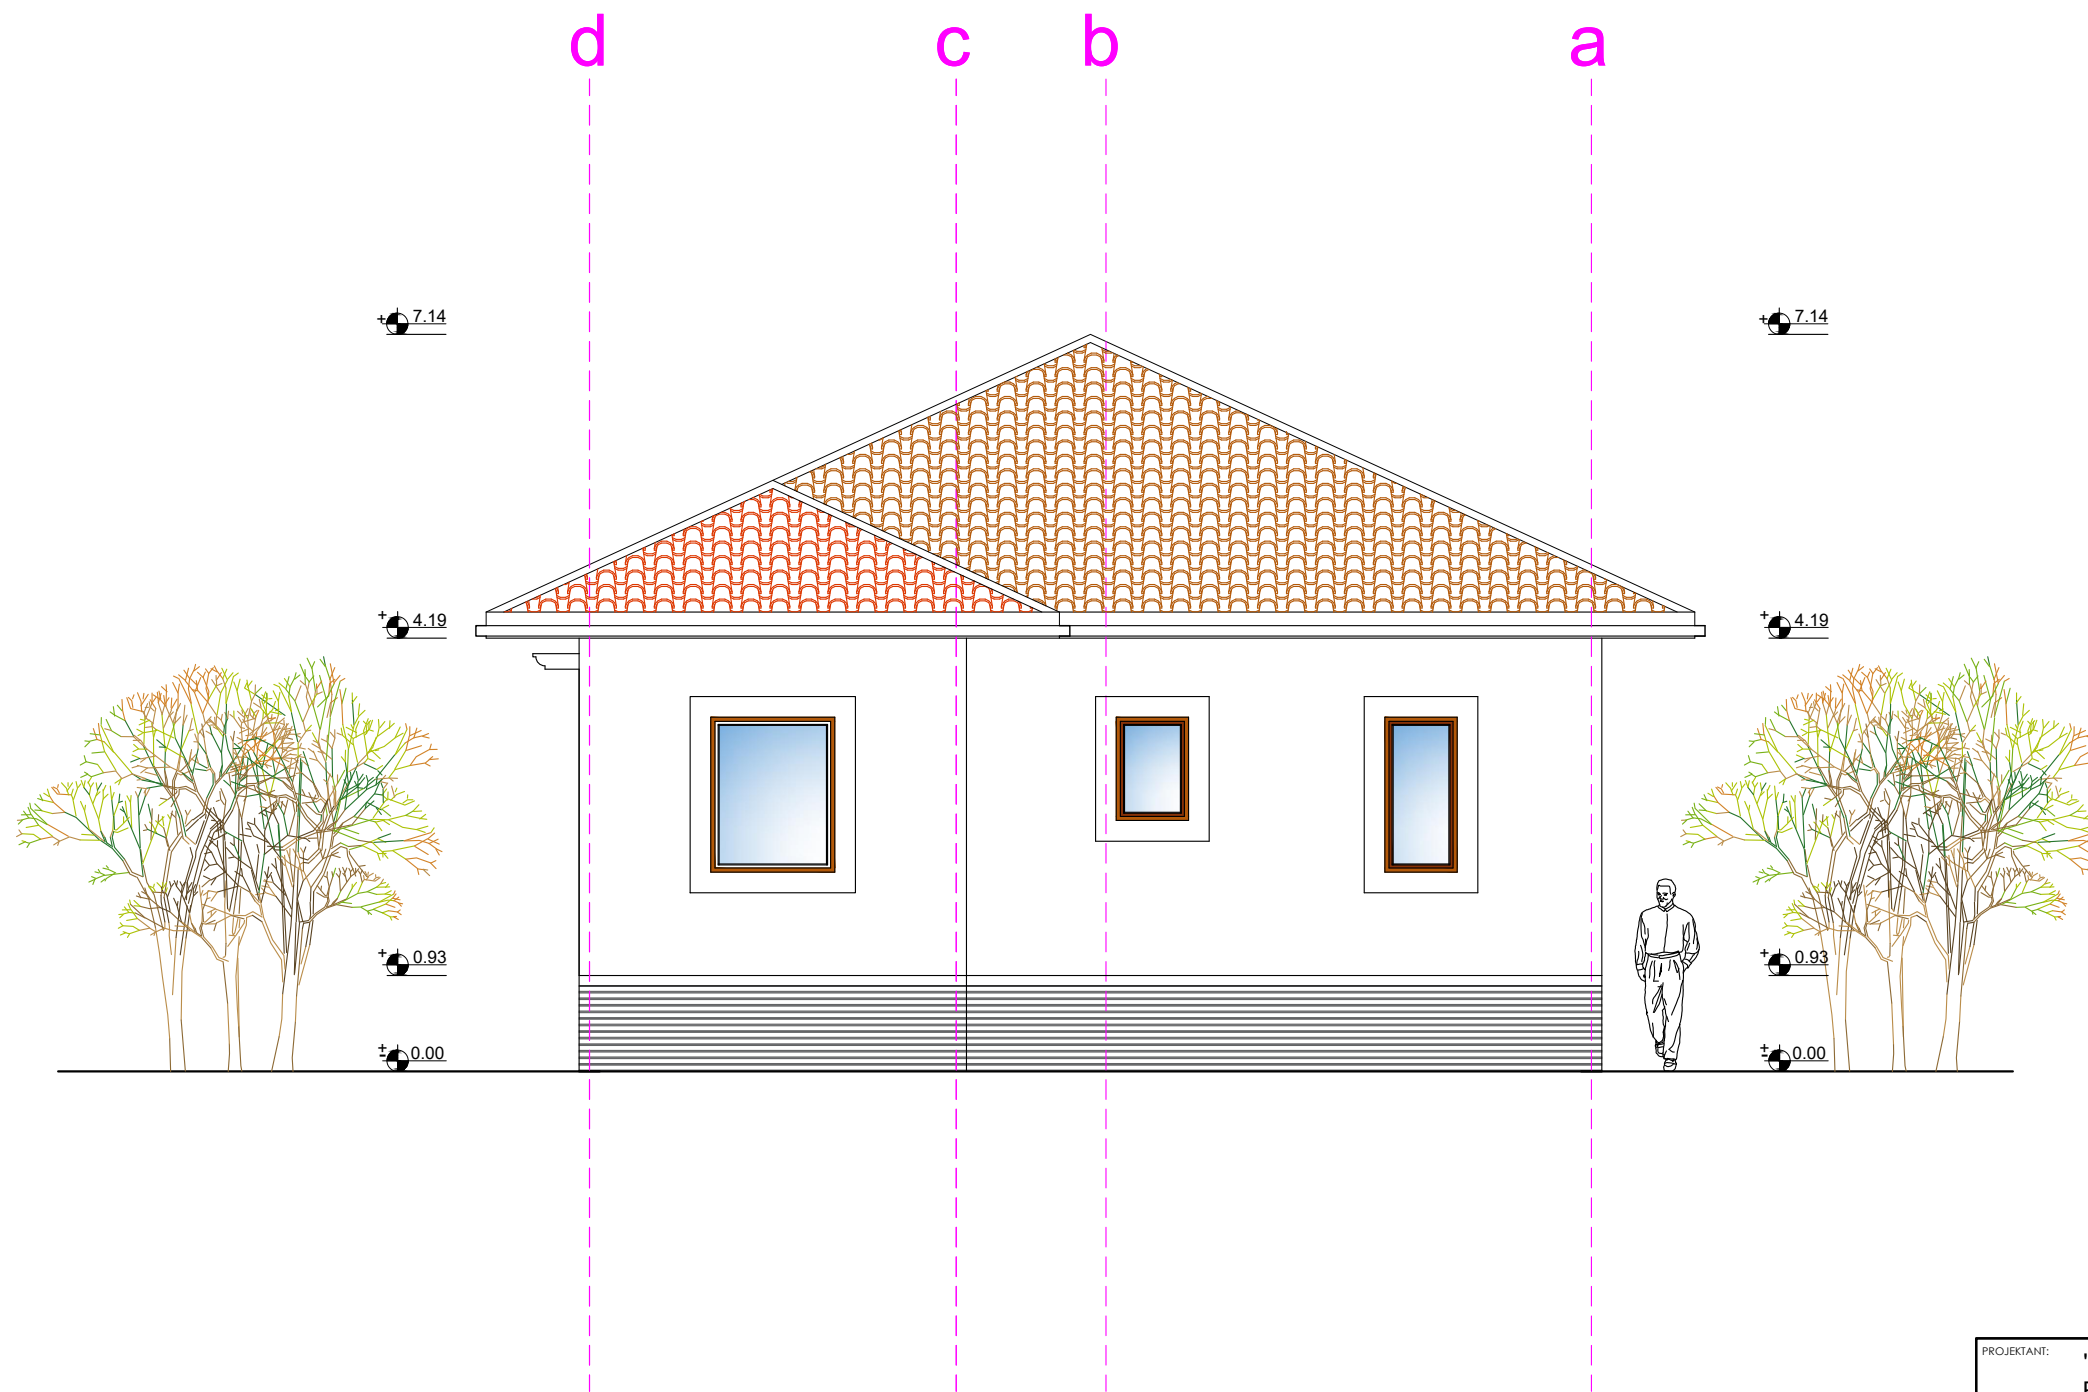 d c b a
+ 7.14 + 7.14
+ 4.19 + 4.19
+ 0.93 + 0.93
± 0.00 ± 0.00
PROJEKTANT: